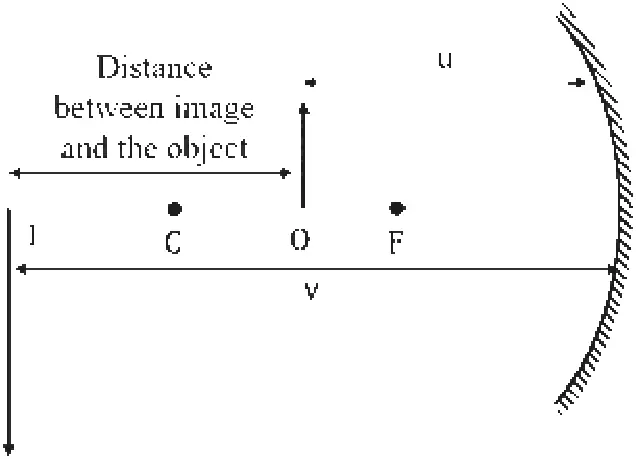 Distance
between image
and the object
u
I
C
O
F
v